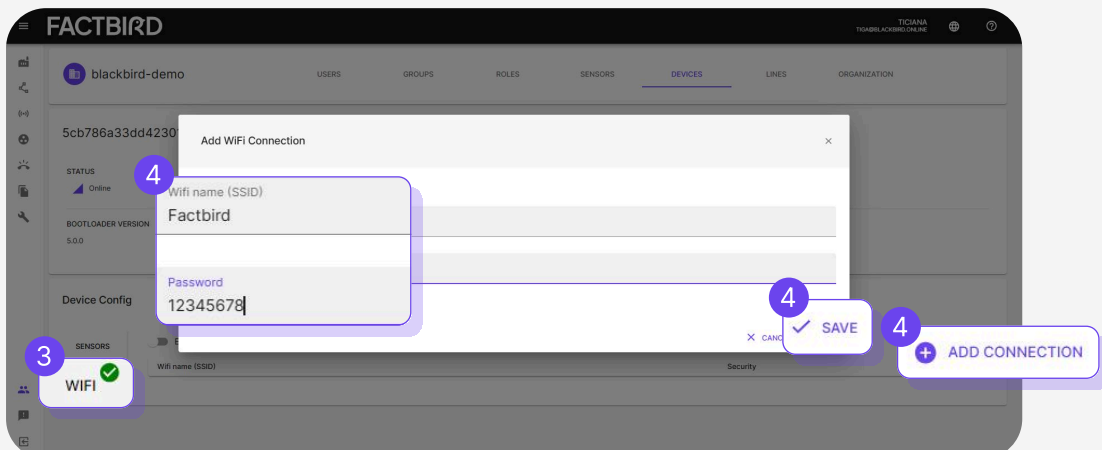 FACTBIRD
TICIANA
TIGA@BLACKBIRD.ONLINE
blackbird-demo
USERS
GROUPS
ROLES
SENSORS
DEVICES
LINES
ORGANIZATION
5cb786a33dd4230
Add WiFi Connection
×
STATUS
Online
4
Wifi name (SSID)
Factbird
BOOTLOADER VERSION
5.0.0
Password
12345678
Device Config
4
SAVE
4
ADD CONNECTION
× CANC
SENSORS
E
3
WIFI
Wifi name (SSID)
Security